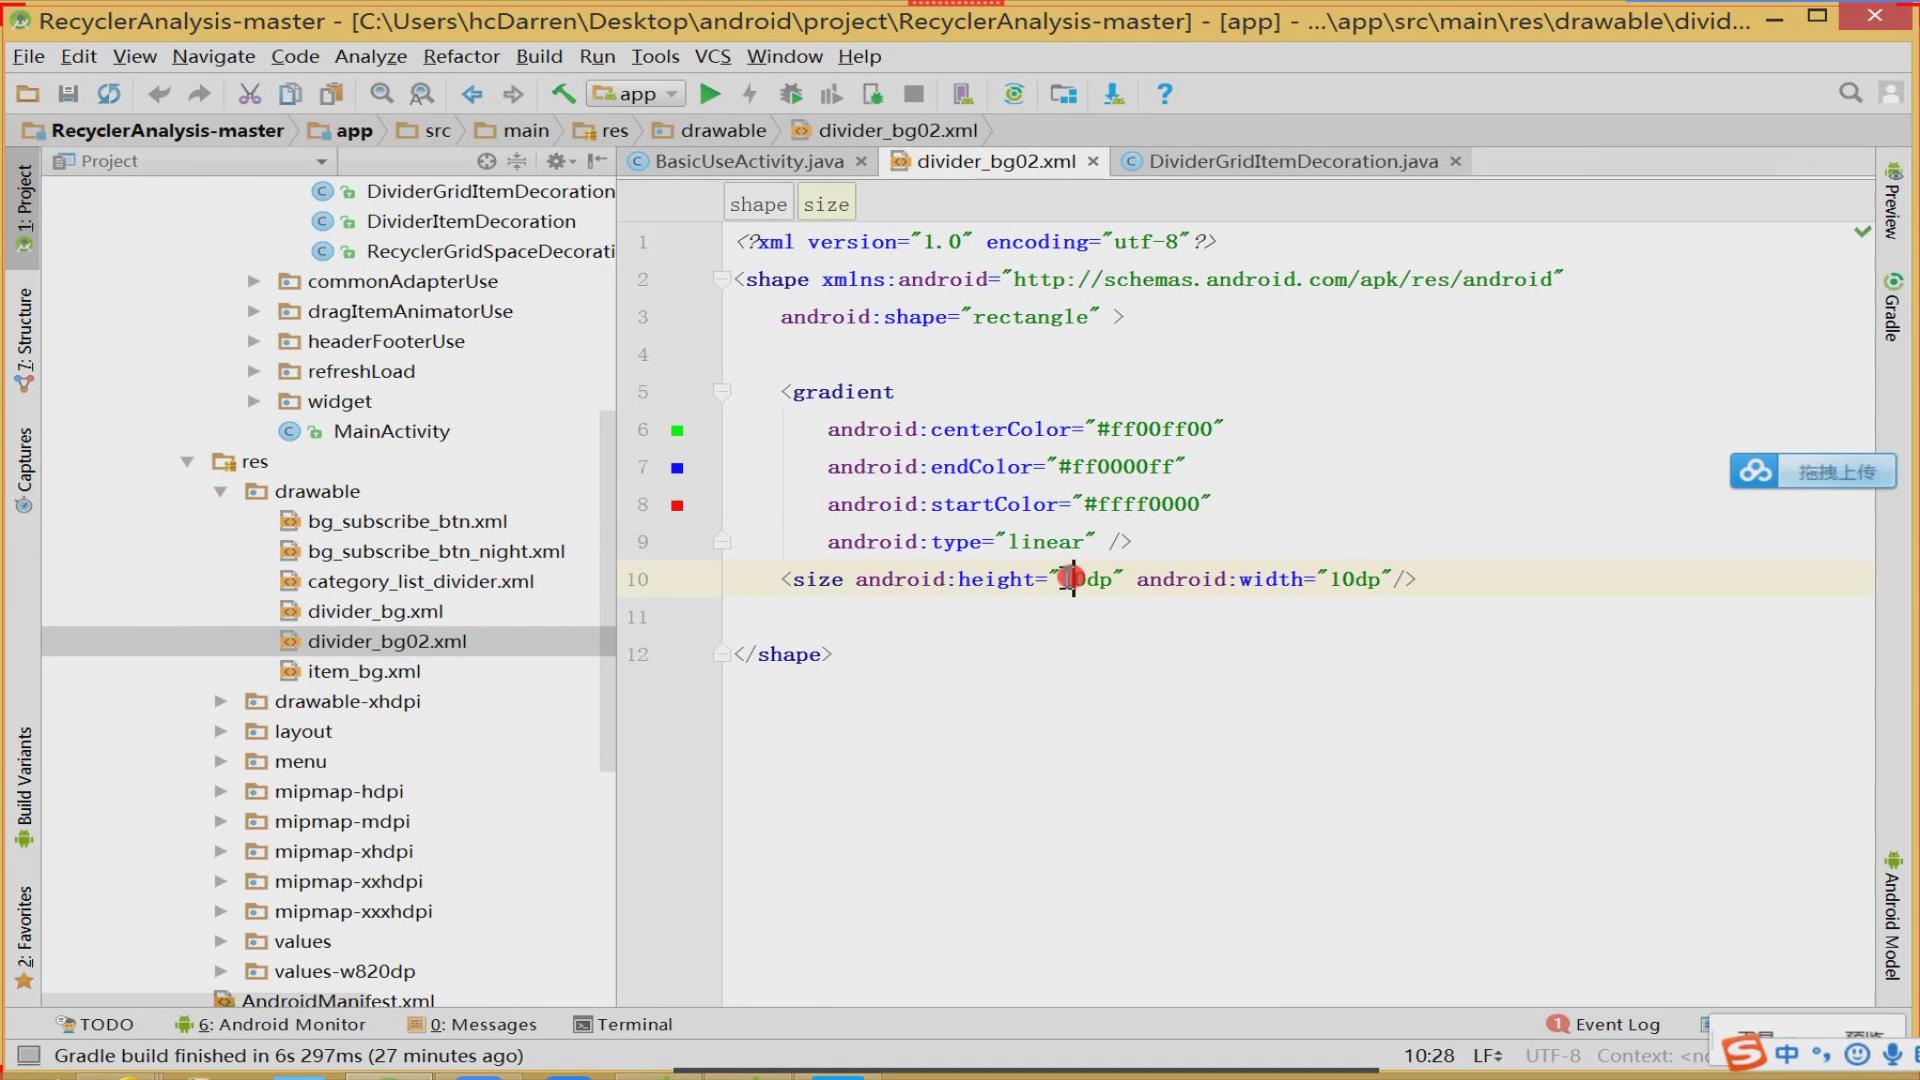 RecyclerAnalysis-master - [C:\Users\hcDarren\Desktop\android\project\RecyclerAnalysis-master] - [app] - ...\app\src\main\res\drawable\divid...
File Edit View Navigate Code Analyze Refactor Build Run Tools VCS Window Help
app
RecyclerAnalysis-master app src main res drawable divider_bg02.xml
Project
BasicUseActivity.java divider_bg02.xml DividerGridItemDecoration.java
shape size
1: Project
7: Structure
Captures
Build Variants
2: Favorites
DividerGridItemDecoration
DividerItemDecoration
RecyclerGridSpaceDecorati
commonAdapterUse
dragItemAnimatorUse
headerFooterUse
refreshLoad
widget
MainActivity
res
drawable
bg_subscribe_btn.xml
bg_subscribe_btn_night.xml
category_list_divider.xml
divider_bg.xml
divider_bg02.xml
item_bg.xml
drawable-xhdpi
layout
menu
mipmap-hdpi
mipmap-mdpi
mipmap-xhdpi
mipmap-xxhdpi
mipmap-xxxhdpi
values
values-w820dp
AndroidManifest.xml
1 <?xml version="1.0" encoding="utf-8"?>
2 <shape xmlns:android="http://schemas.android.com/apk/res/android"
3 android:shape="rectangle" >
4
5 <gradient
6 android:centerColor="#ff00ff00"
7 android:endColor="#ff0000ff"
8 android:startColor="#ffff0000"
9 android:type="linear" />
10 <size android:height="10dp" android:width="10dp"/>
11
12 </shape>
Preview
Gradle
拖拽上传
Android Model
TODO 6: Android Monitor 0: Messages Terminal
1 Event Log
Gradle build finished in 6s 297ms (27 minutes ago)
10:28 LF UTF-8 Context:
中